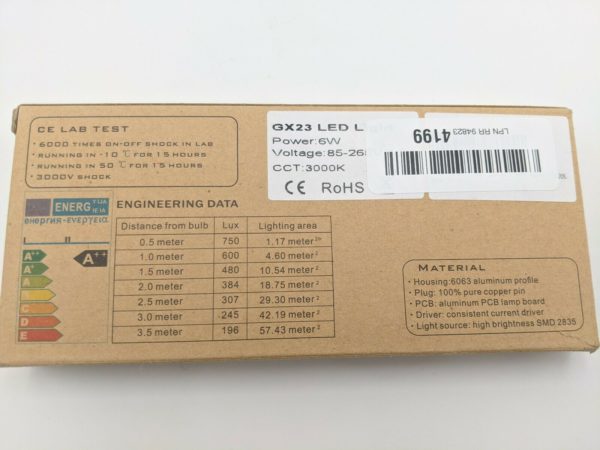 CE LAB TEST
• 6000 TIMES ON-OFF SHOCK IN LAB
• RUNNING IN -10 ℃ FOR 15 HOURS
• RUNNING IN 50 ℃ FOR 15 HOURS
• 3000V SHOCK
GX23 LED L
Power:6W
Voltage:85-26
CCT:3000K
CE RoHS
4199
LPN RR 94823
ENERG Y IJA
IE IA
енергия·ενεργεια
I II
A++
A+
A
B
C
D
E
A++
ENGINEERING DATA
Distance from bulb Lux Lighting area
0.5 meter 750 1.17 meter
1.0 meter 600 4.60 meter²
1.5 meter 480 10.54 meter²
2.0 meter 384 18.75 meter²
2.5 meter 307 29.30 meter²
3.0 meter 245 42.19 meter²
3.5 meter 196 57.43 meter²
MATERIAL
• Housing:6063 aluminum profile
• Plug: 100% pure copper pin
• PCB: aluminum PCB lamp board
• Driver: consistent current driver
• Light source: high brightness SMD 2835